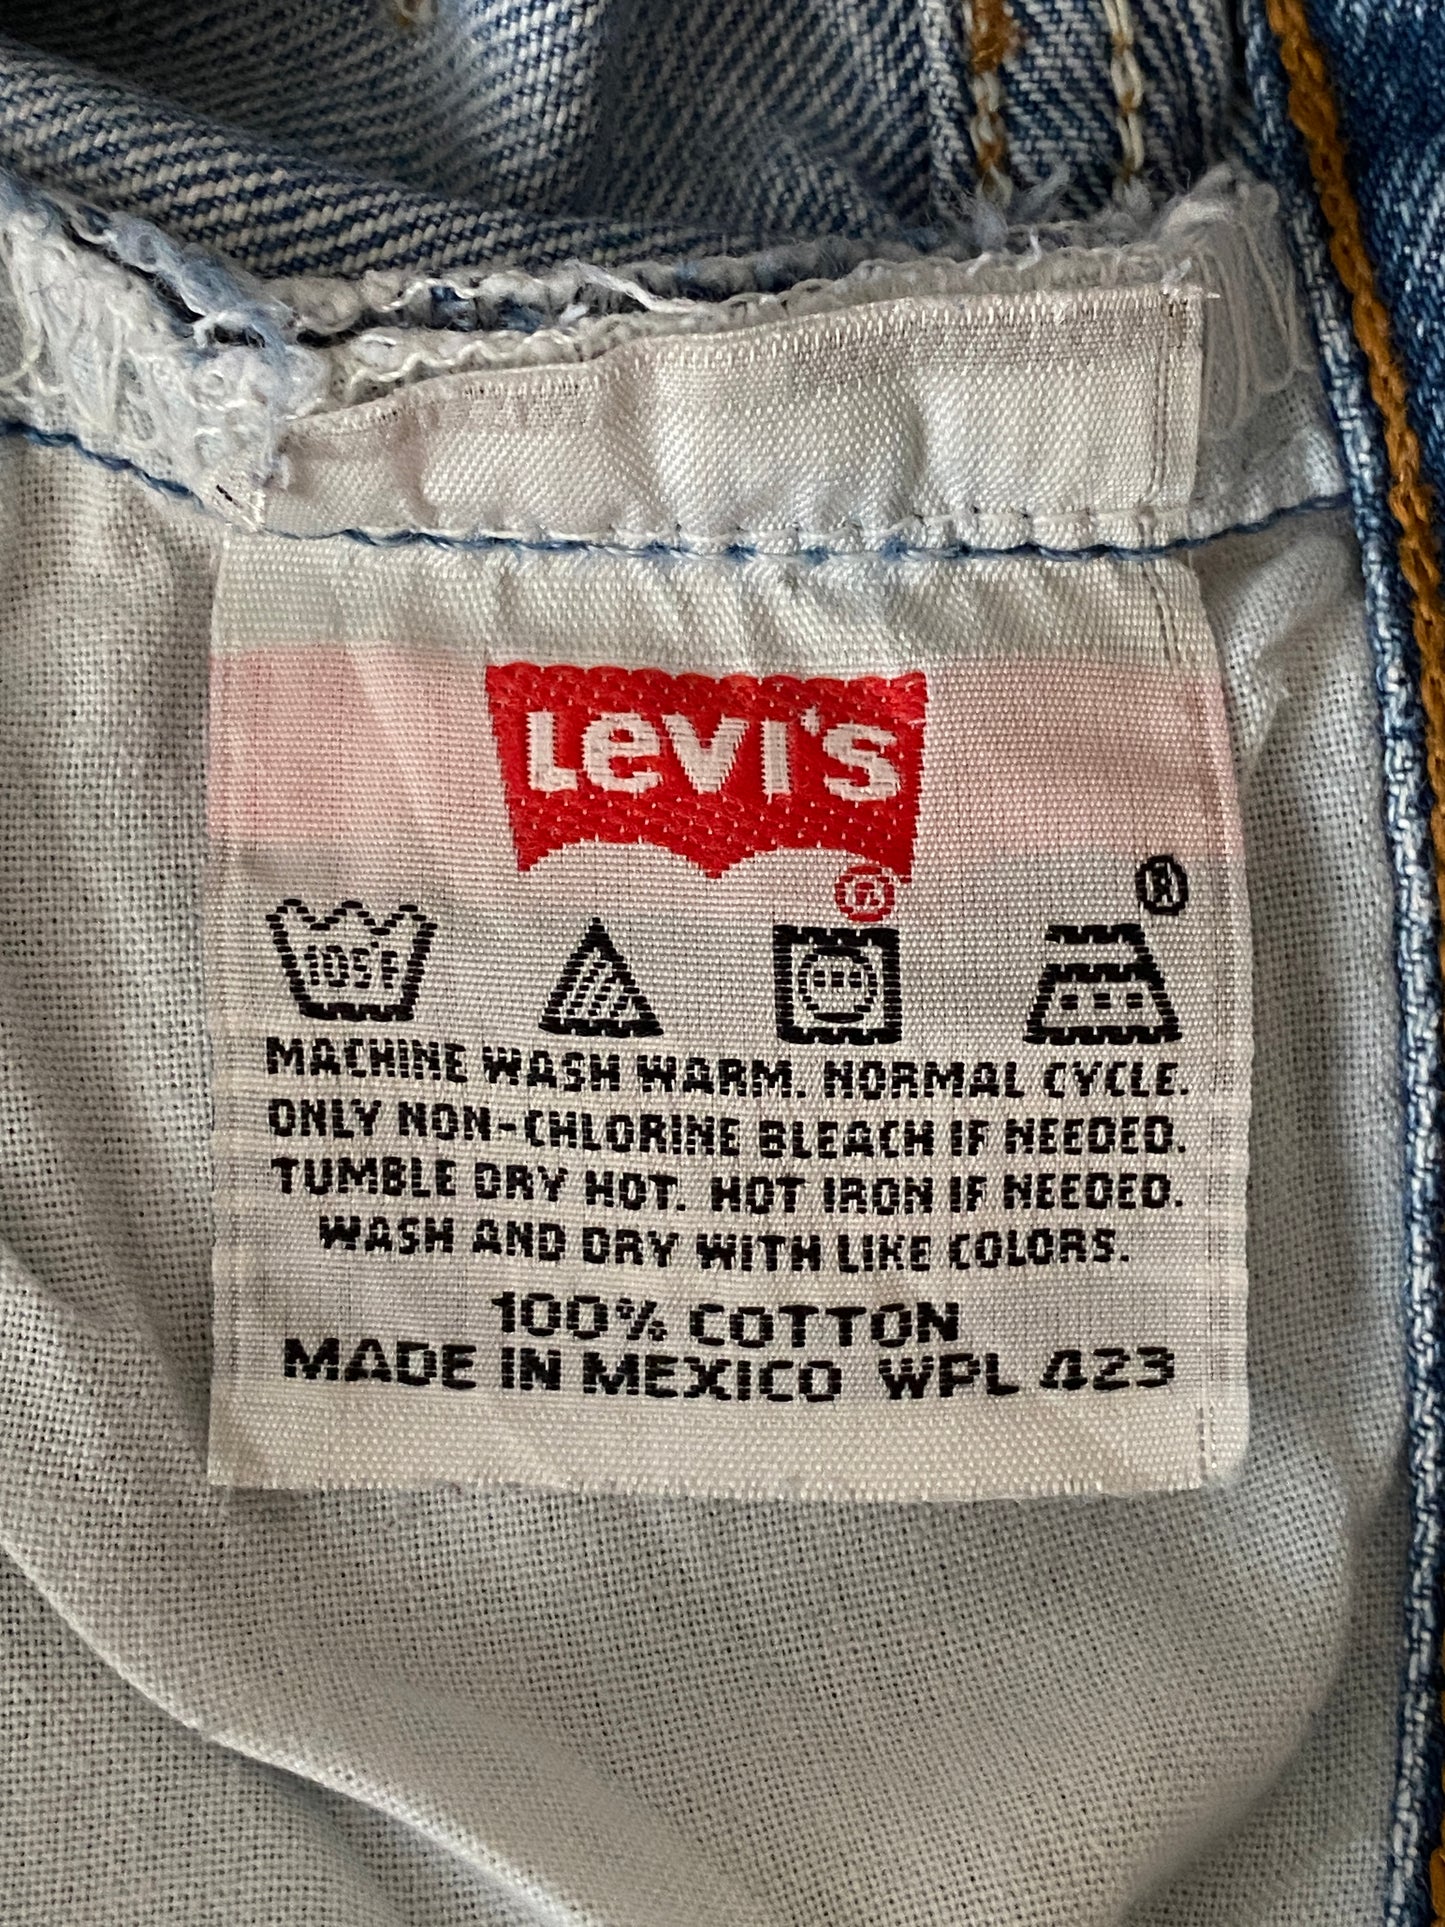 LEVI'S
®
®
105F
MACHINE WASH WARM. NORMAL CYCLE.
ONLY NON-CHLORINE BLEACH IF NEEDED.
TUMBLE DRY HOT. HOT IRON IF NEEDED.
WASH AND DRY WITH LIKE COLORS.
100% COTTON
MADE IN MEXICO WPL 423